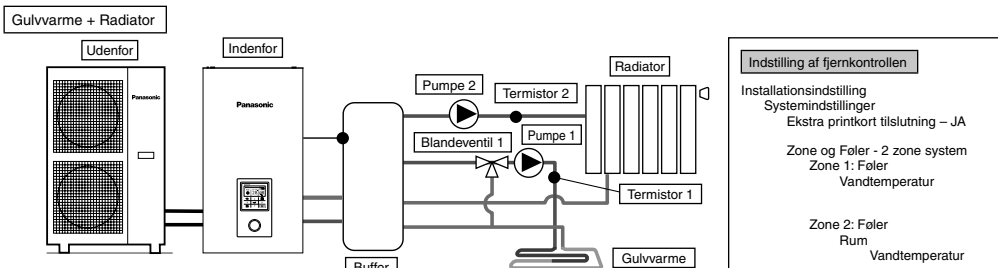 Gulvvarme + Radiator
Udenfor
Indenfor
Panasonic
Panasonic
Pumpe 2
Termistor 2
Radiator
Blandeventil 1
Pumpe 1
Termistor 1
Buffer
Gulvvarme
Indstilling af fjernkontrollen
Installationsindstilling
Systemindstillinger
Ekstra printkort tilslutning – JA
Zone og Føler - 2 zone system
Zone 1: Føler
Vandtemperatur
Zone 2: Føler
Rum
Vandtemperatur